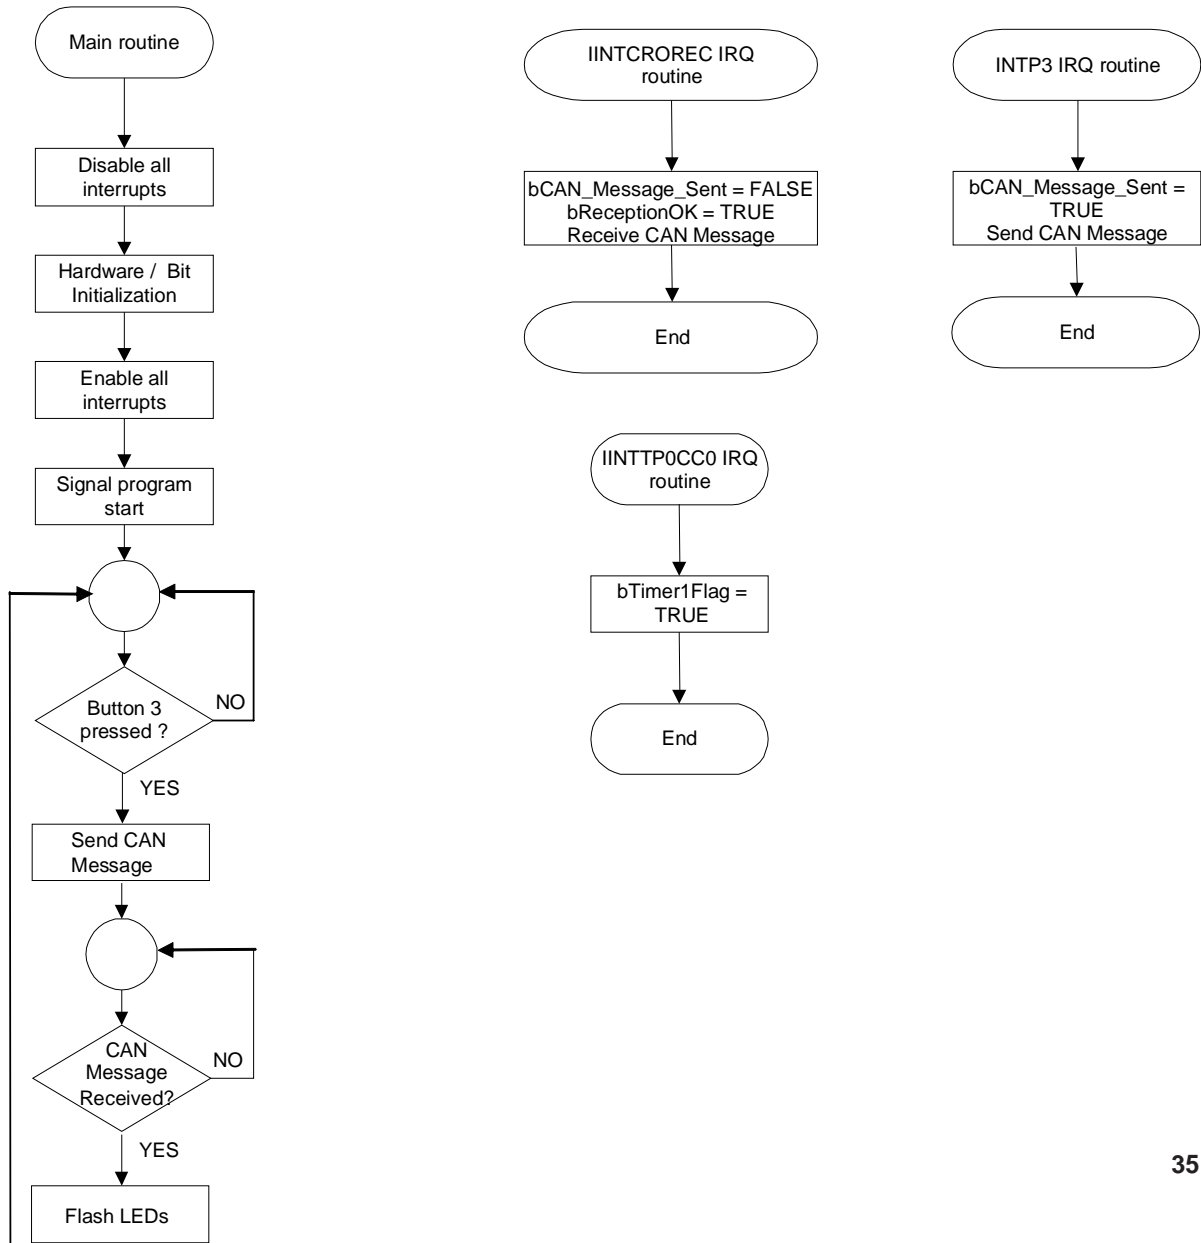 Main routine
Disable all
interrupts
Hardware / Bit
Initialization
Enable all
interrupts
Signal program
start
Button 3
pressed ?
NO
YES
Send CAN
Message
CAN
Message
Received?
NO
YES
Flash LEDs
IINTCROREC IRQ
routine
bCAN_Message_Sent = FALSE
bReceptionOK = TRUE
Receive CAN Message
End
INTP3 IRQ routine
bCAN_Message_Sent =
TRUE
Send CAN Message
End
IINTTP0CC0 IRQ
routine
bTimer1Flag =
TRUE
End
35